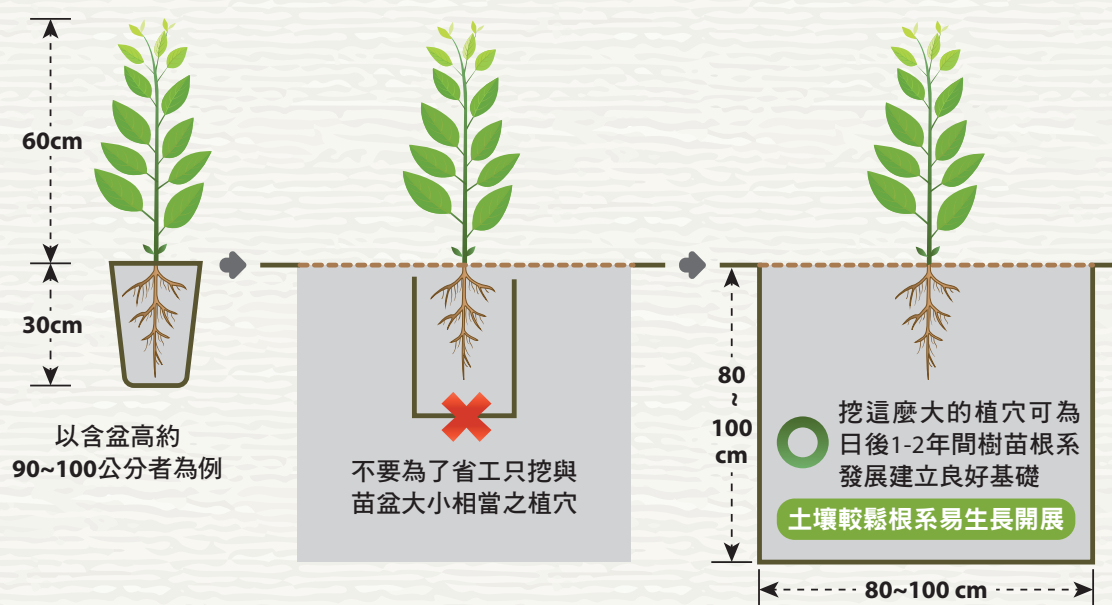 60cm
30cm
以含盆高約
90~100公分者為例
不要為了省工只挖與
苗盆大小相當之植穴
80
~
100
cm
挖這麼大的植穴可為
日後1-2年間樹苗根系
發展建立良好基礎
土壤較鬆根系易生長開展
80~100 cm